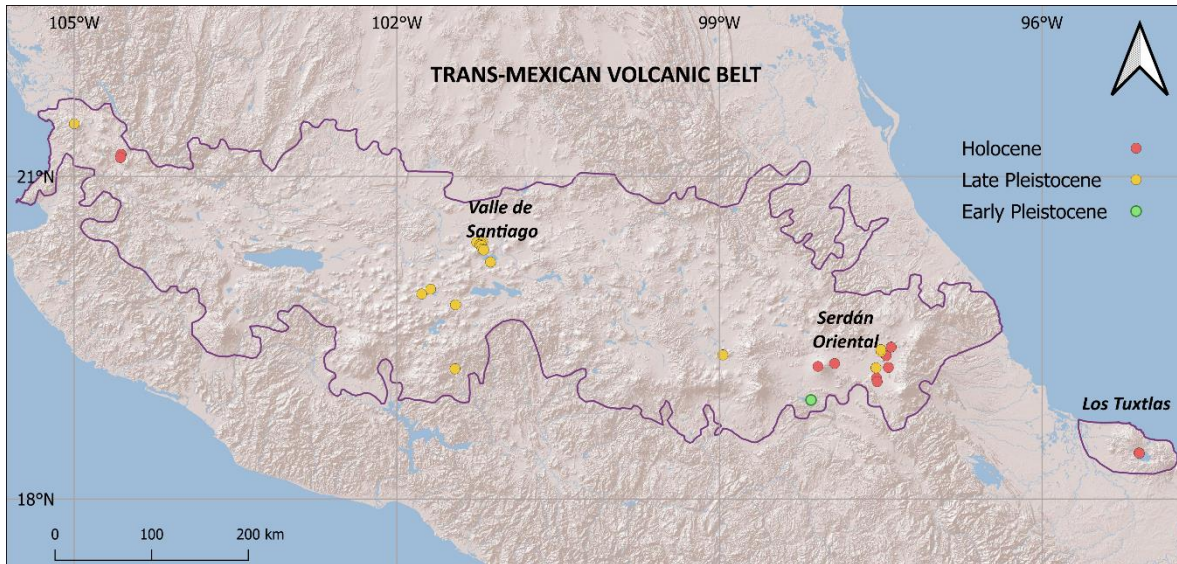 105°W 102°W 99°W 96°W
TRANS-MEXICAN VOLCANIC BELT
Holocene
21°N
Late Pleistocene
Early Pleistocene
Valle de
Santiago
Serdán
Oriental
Los Tuxtlas
18°N
0 100 200 km